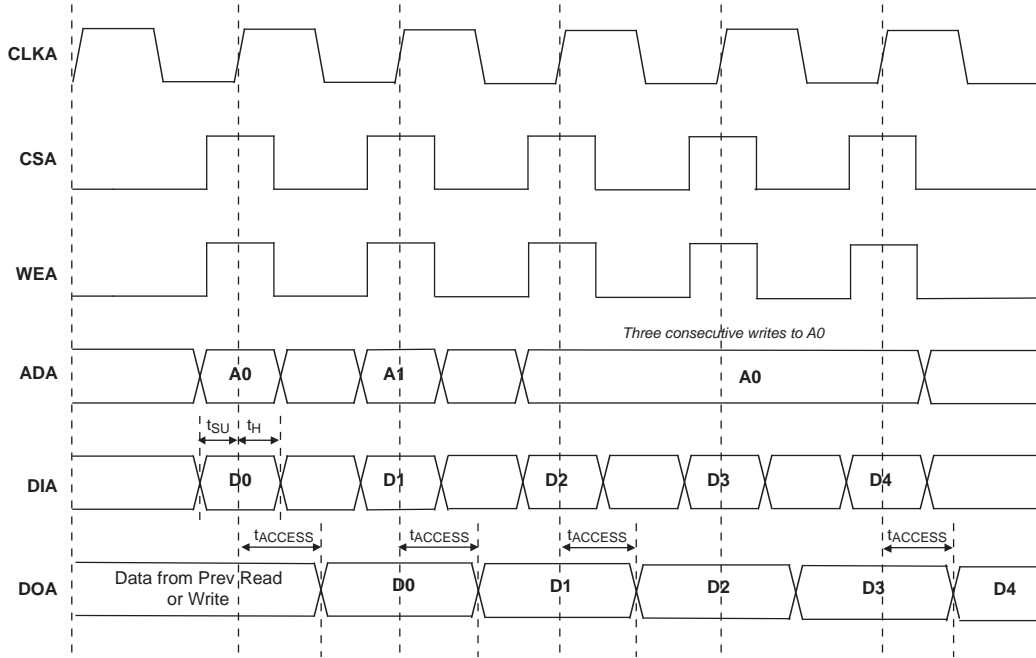 CLKA
CSA
WEA
Three consecutive writes to A0
ADA
A0
A1
A0
tSU
tH
DIA
D0
D1
D2
D3
D4
tACCESS
tACCESS
tACCESS
tACCESS
DOA
Data from Prev Read
or Write
D0
D1
D2
D3
D4